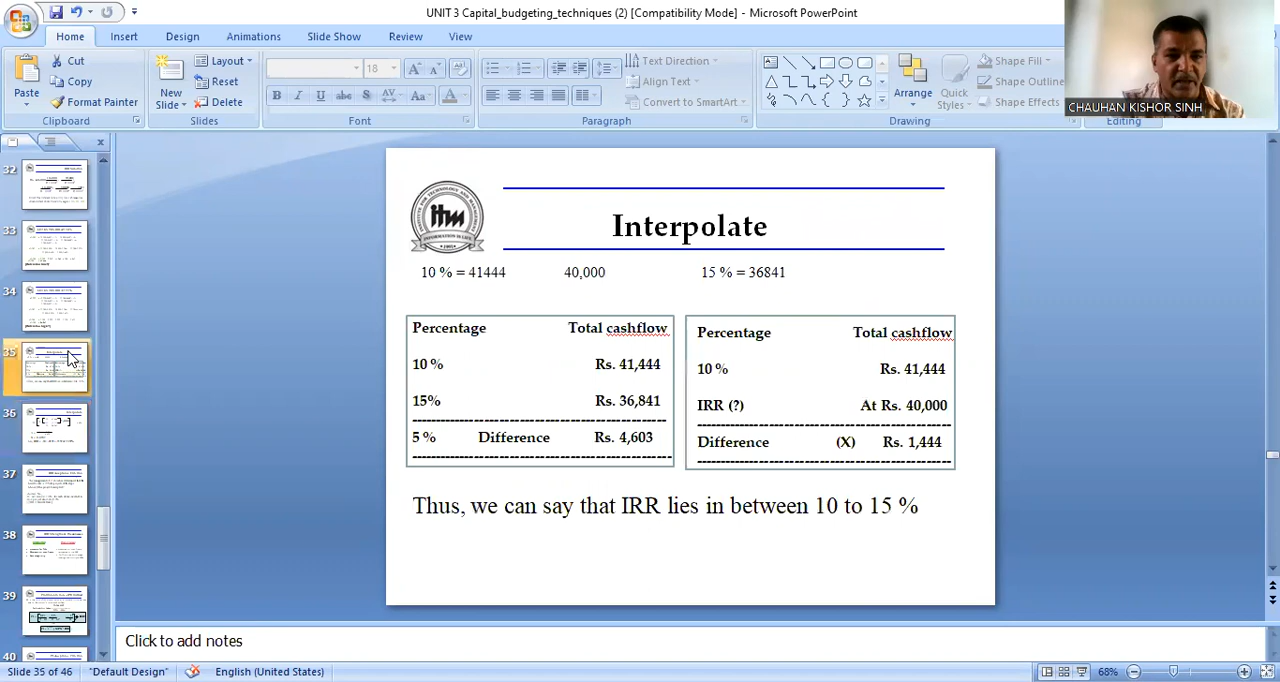 UNIT 3 Capital_budgeting_techniques (2) [Compatibility Mode] - Microsoft PowerPoint
Home Insert Design Animations Slide Show Review View
Paste
Cut
Copy
Format Painter
Clipboard
New Slide
Layout
Reset
Delete
Slides
18
B I U abe S AV Aa A
Font
Text Direction
Align Text
Convert to SmartArt
Paragraph
Arrange
Quick Styles
Shape Fill
Shape Outline
Shape Effects
Drawing
Editing
CHAUHAN KISHOR SINH
32
33
34
35
36
37
38
39
40
itm
Interpolate
10 % = 41444 40,000 15 % = 36841
Percentage Total cashflow
10 % Rs. 41,444
15% Rs. 36,841
5 % Difference Rs. 4,603
Percentage Total cashflow
10 % Rs. 41,444
IRR (?) At Rs. 40,000
Difference (X) Rs. 1,444
Thus, we can say that IRR lies in between 10 to 15 %
Click to add notes
Slide 35 of 46 "Default Design" English (United States) 68%